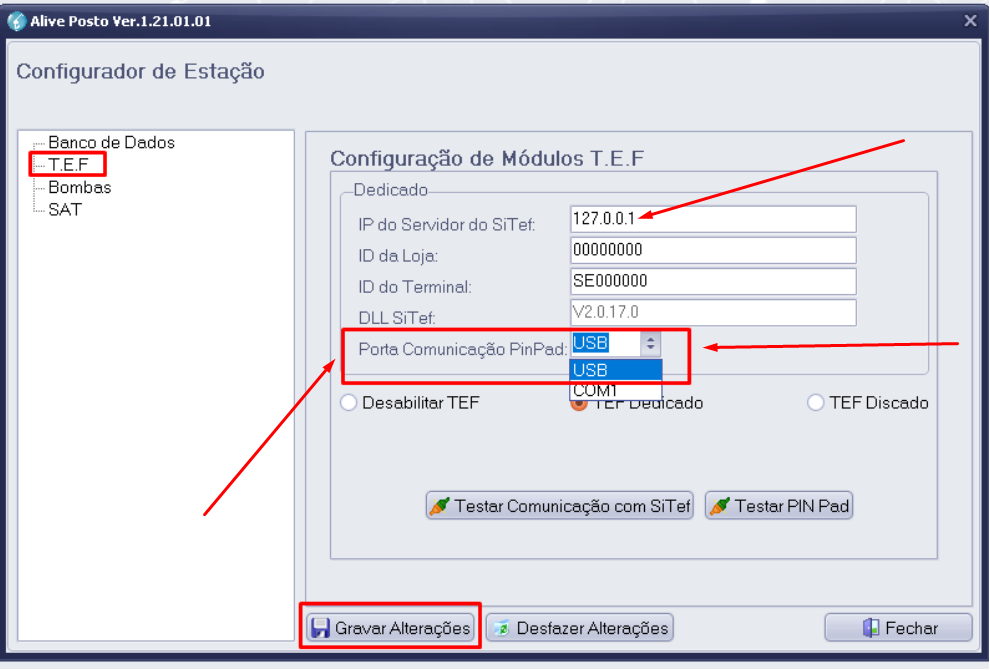 Alive Posto Ver.1.21.01.01
Configurador de Estação
Banco de Dados
T.E.F
Bombas
SAT
Configuração de Módulos T.E.F
Dedicado
IP do Servidor do SiTef: 127.0.0.1
ID da Loja: 00000000
ID do Terminal: SE000000
DLL SiTef: V2.0.17.0
Porta Comunicação PinPad: USB
USB
COM1
Desabilitar TEF TEF Dedicado TEF Discado
Testar Comunicação com SiTef Testar PIN Pad
Gravar Alterações Desfazer Alterações Fechar